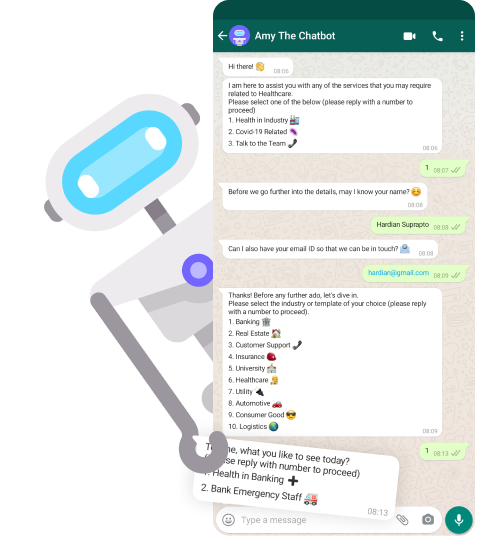 Amy The Chatbot
Hi there! 👋
08:06
I am here to assist you with any of the services that you may require
related to Healthcare.
Please select one of the below (please reply with a number to
proceed)
1. Health in Industry 🏭
2. Covid-19 Related 🦠
3. Talk to the Team 📞
08:06
1 08:07
Before we go further into the details, may I know your name? 😊
08:08
Hardian Suprapto 08:08
Can I also have your email ID so that we can be in touch? 📩
08:08
hardian@gmail.com 08:09
Thanks! Before any further ado, let's dive in.
Please select the industry or template of your choice (please reply
with a number to proceed).
1. Banking 🏦
2. Real Estate 🏡
3. Customer Support 📞
4. Insurance
5. University 🏫
6. Healthcare
7. Utility 🔌
8. Automotive 🚗
9. Consumer Good 😎
10. Logistics 🌏
08:09
1 08:13
me, what you like to see today?
se reply with number to proceed)
. Health in Banking ➕
2. Bank Emergency Staff 🚑
08:13
Type a message